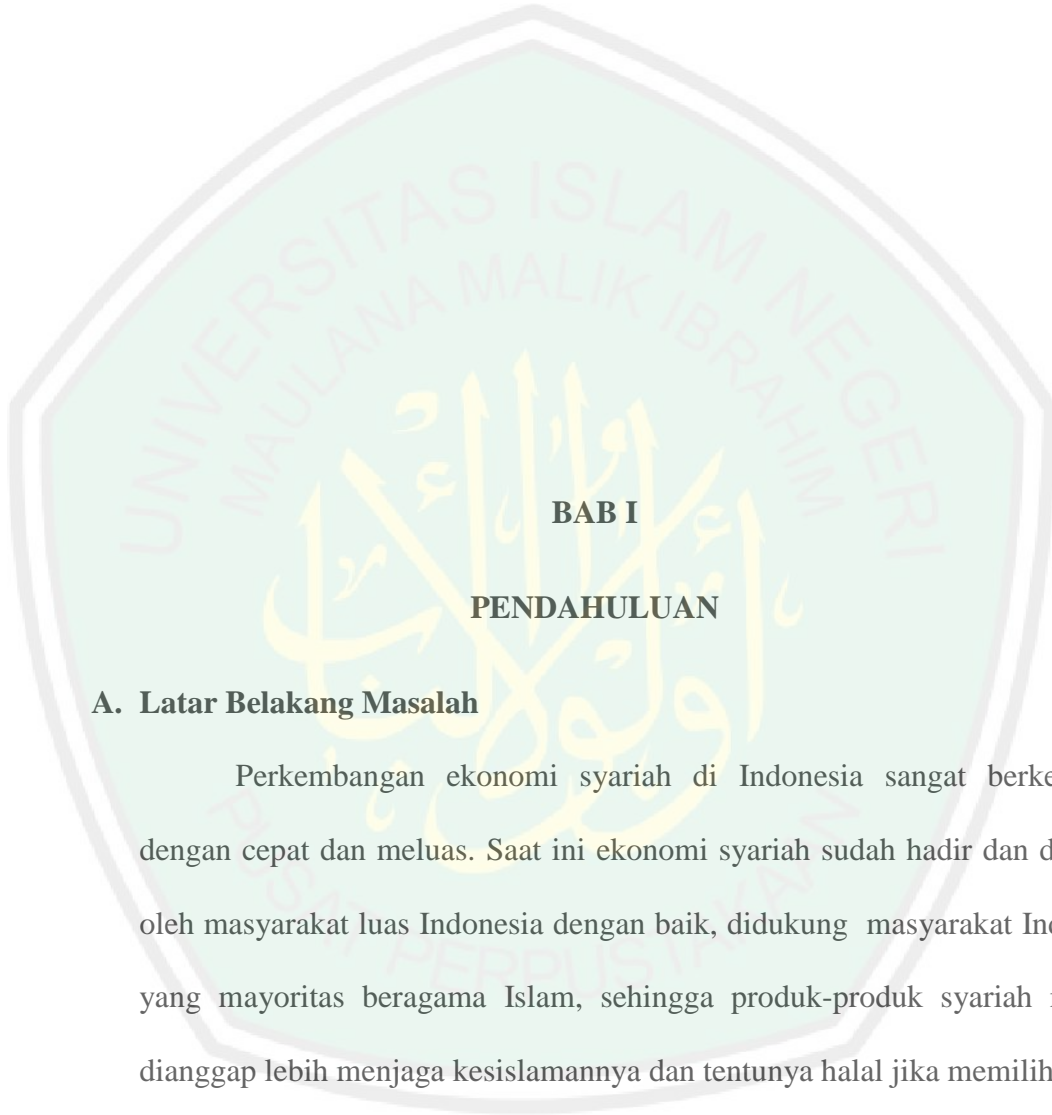 UNIVERSITAS ISLAM NEGERI
MAULANA MALIK IBRAHIM
BAB I
PENDAHULUAN
A. Latar Belakang Masalah
Perkembangan ekonomi syariah di Indonesia sangat
dengan cepat dan meluas. Saat ini ekonomi syariah sudah hadir dan
oleh masyarakat luas Indonesia dengan baik, didukung masyarakat
yang mayoritas beragama Islam, sehingga produk-produk syariah
dianggap lebih menjaga kesislamannya dan tentunya halal jika memilih
PUSAT PERPUSTAKAAN